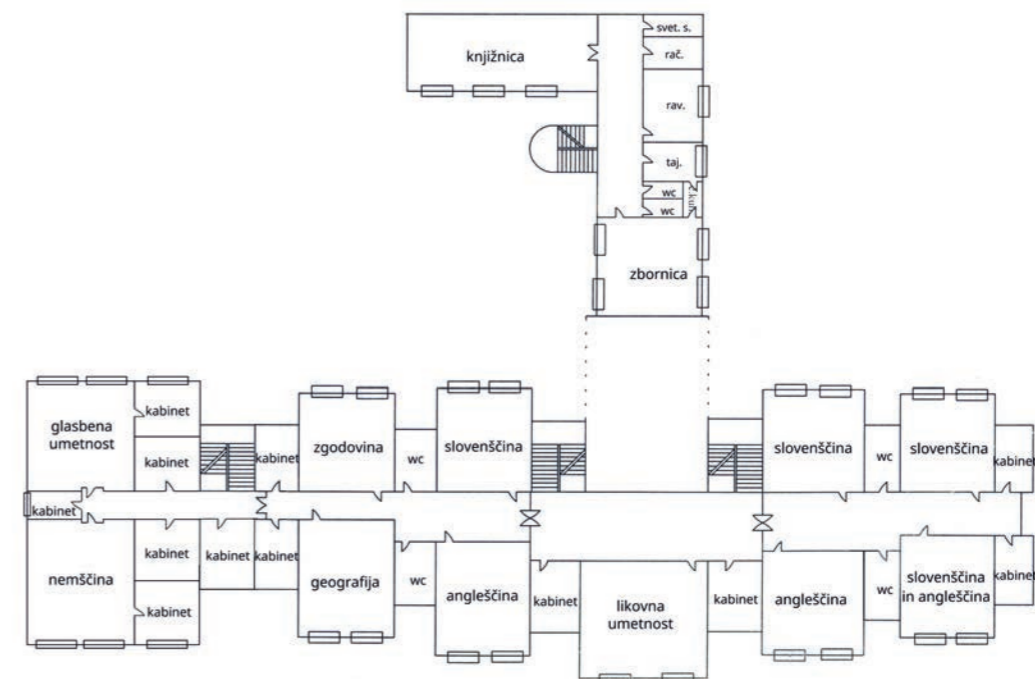 svet. s.
knjižnica
rač.
rav.
taj.
wc
wc
č.kuh.
zbornica
glasbena
umetnost
kabinet
kabinet
kabinet
zgodovina
wc
slovenščina
slovenščina
wc
slovenščina
kabinet
kabinet
nemščina
kabinet
kabinet
kabinet
kabinet
geografija
wc
angleščina
kabinet
likovna
umetnost
kabinet
angleščina
wc
slovenščina
in angleščina
kabinet